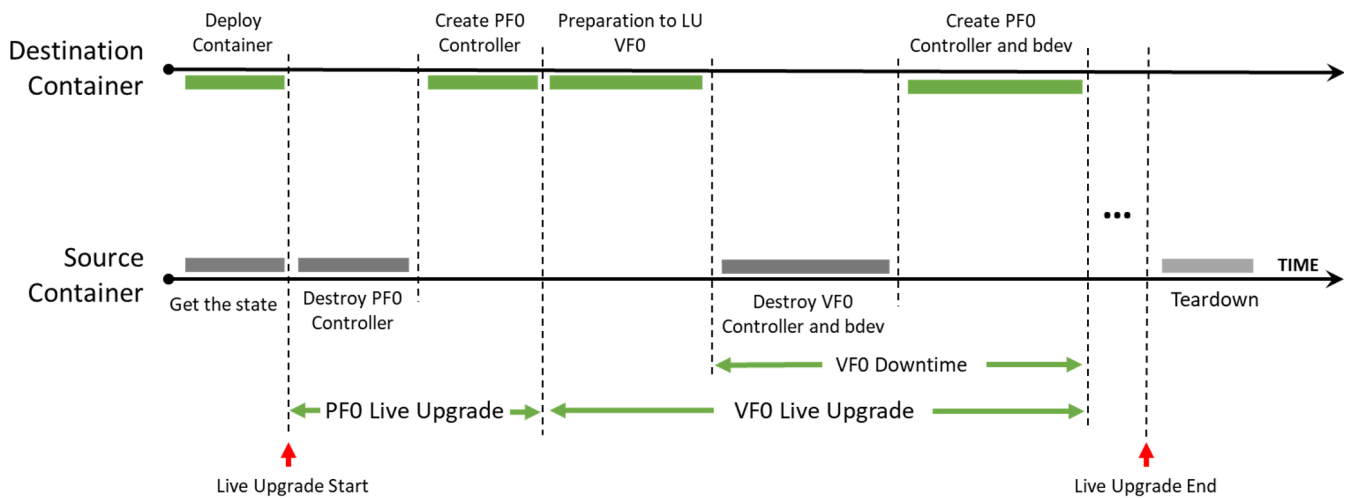 Deploy
Container
Create PF0
Controller
Preparation to LU
VF0
Create PF0
Controller and bdev
Destination
Container
...
Source
Container
TIME
Get the state
Destroy PF0
Controller
Destroy VF0
Controller and bdev
Teardown
VF0 Downtime
PF0 Live Upgrade
VF0 Live Upgrade
Live Upgrade Start
Live Upgrade End